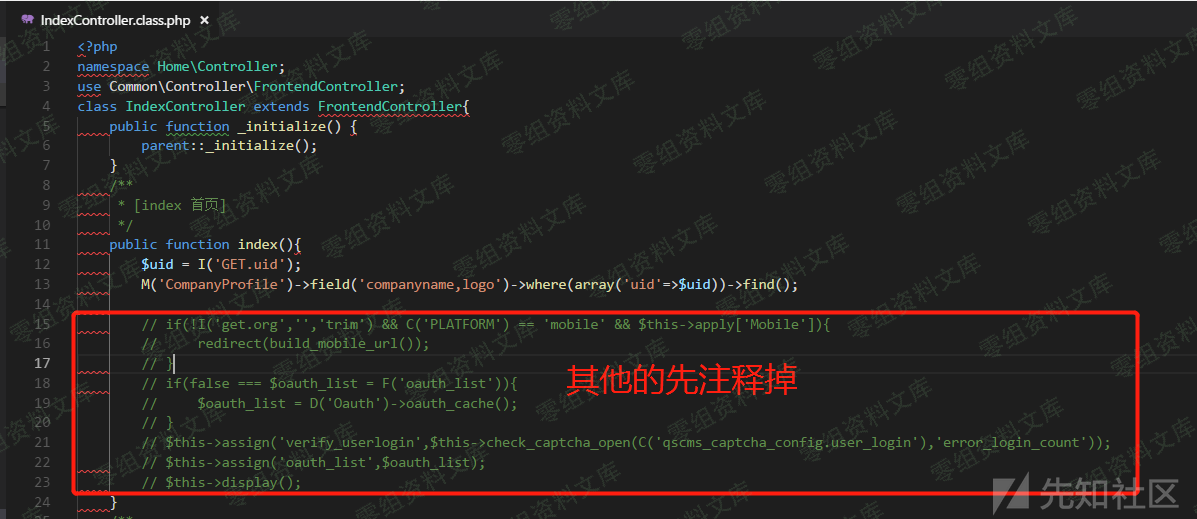 IndexController.class.php ×
1 <?php
2 namespace Home\Controller;
3 use Common\Controller\FrontendController;
4 class IndexController extends FrontendController{
5 public function _initialize() {
6 parent::_initialize();
7 }
8 /**
9 * [index 首页]
10 */
11 public function index(){
12 $uid = I('GET.uid');
13 M('CompanyProfile')->field('companyname,logo')->where(array('uid'=>$uid))->find();
14
15 // if(!I('get.org','','trim') && C('PLATFORM') == 'mobile' && $this->apply['Mobile']){
16 // redirect(build_mobile_url());
17 // }
18 // if(false === $oauth_list = F('oauth_list')){
19 // $oauth_list = D('Oauth')->oauth_cache();
20 // }
21 // $this->assign('verify_userlogin',$this->check_captcha_open(C('qscms_captcha_config.user_login'),'error_login_count'));
22 // $this->assign('oauth_list',$oauth_list);
23 // $this->display();
24 }
其他的先注释掉
零组资料文库
先知社区